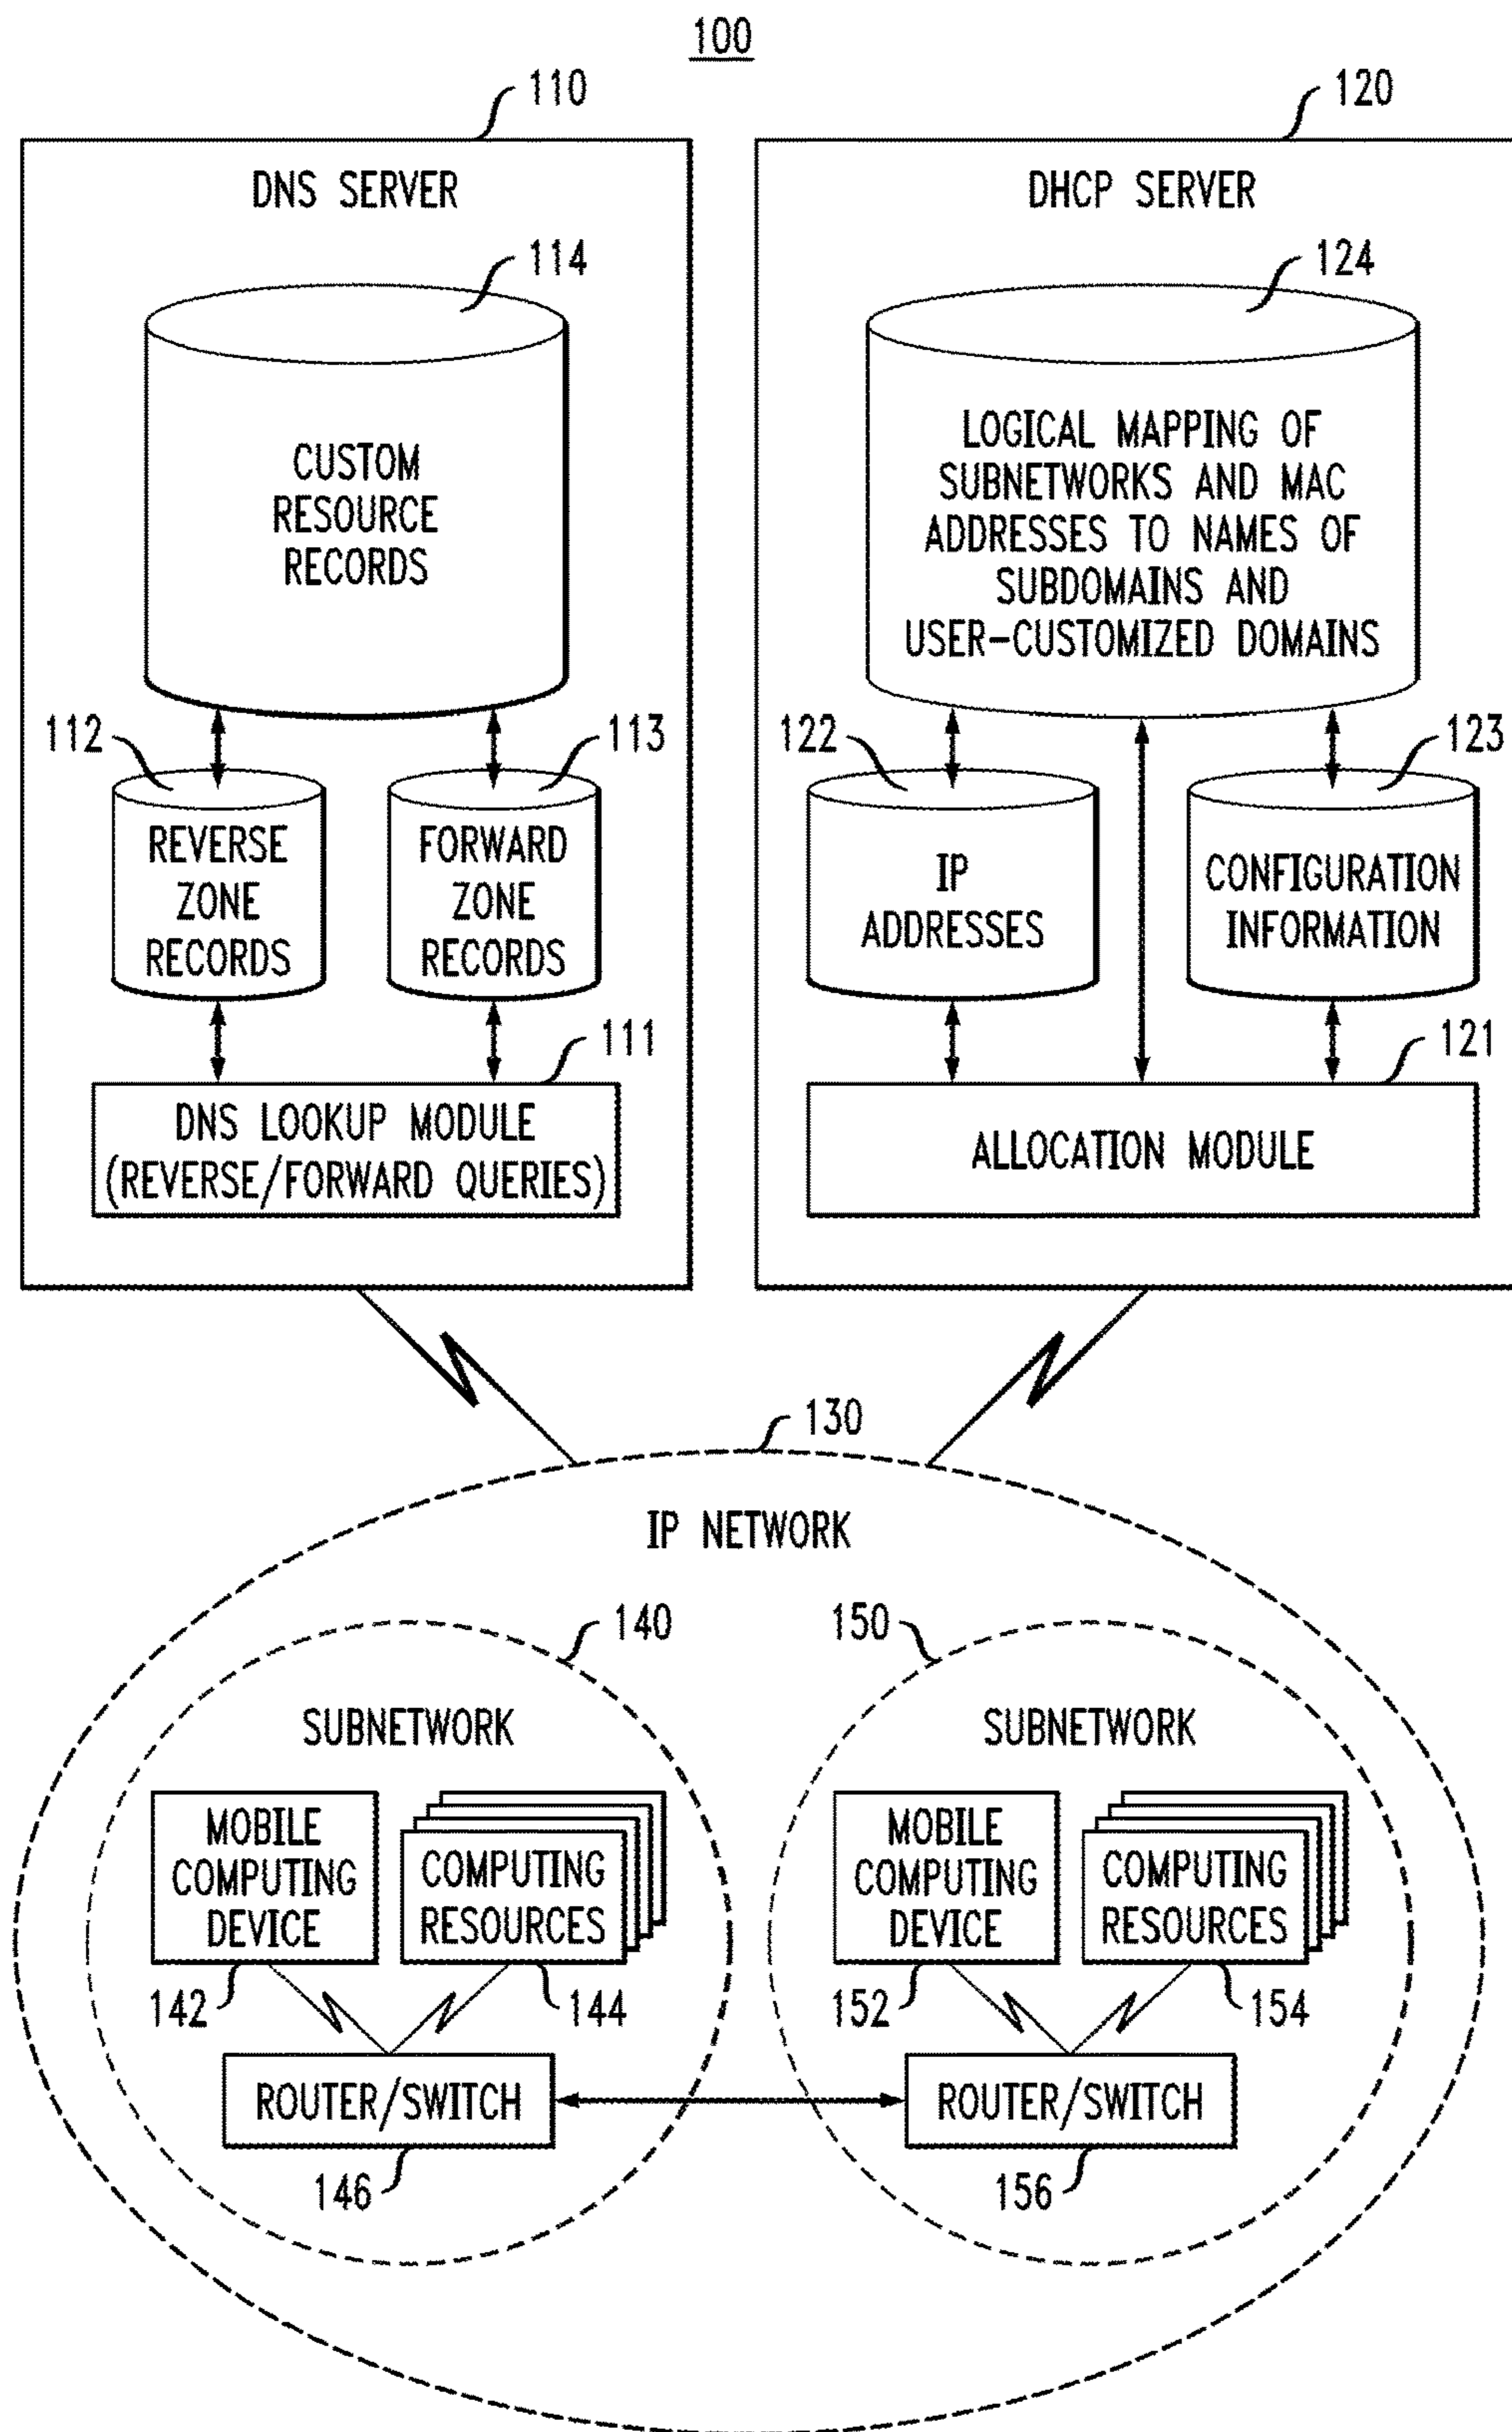 100
110
120
DNS SERVER
DHCP SERVER
114
124
CUSTOM
RESOURCE
RECORDS
LOGICAL MAPPING OF
SUBNETWORKS AND MAC
ADDRESSES TO NAMES OF
SUBDOMAINS AND
USER-CUSTOMIZED DOMAINS
112
113
122
123
REVERSE
ZONE
RECORDS
FORWARD
ZONE
RECORDS
IP
ADDRESSES
CONFIGURATION
INFORMATION
111
121
DNS LOOKUP MODULE
(REVERSE/FORWARD QUERIES)
ALLOCATION MODULE
130
IP NETWORK
140
150
SUBNETWORK
SUBNETWORK
MOBILE
COMPUTING
DEVICE
COMPUTING
RESOURCES
MOBILE
COMPUTING
DEVICE
COMPUTING
RESOURCES
142
144
152
154
ROUTER/SWITCH
ROUTER/SWITCH
146
156